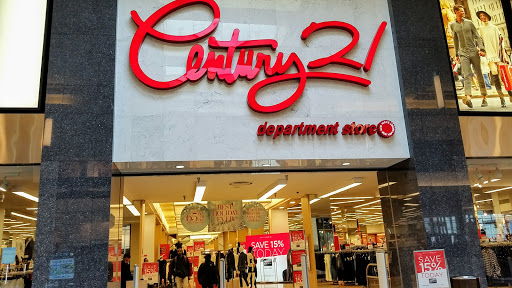 Century 21
department store
SAVE 15%
TODAY
SAVE
15%
TODAY